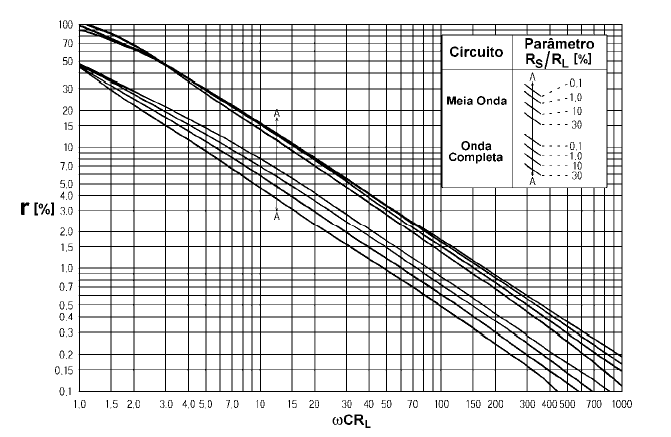 100
70
50
30
20
15
10
7.0
5.0
4.0
3.0
2.0
1.5
1.0
0.7
0.5
0.4
0.3
0.2
0.15
0.1
r [%]
1,0 1,5 2.0 3.0 4,0 5,0 7,0 10 15 20 30 40 50 70 100 150 200 300 400 500 700 1000
ωCRL
A
A
Circuito
Parâmetro
RS/RL [%]
A
Meia Onda
0,1
1,0
10
30
Onda
Completa
0.1
1.0
10
30
A